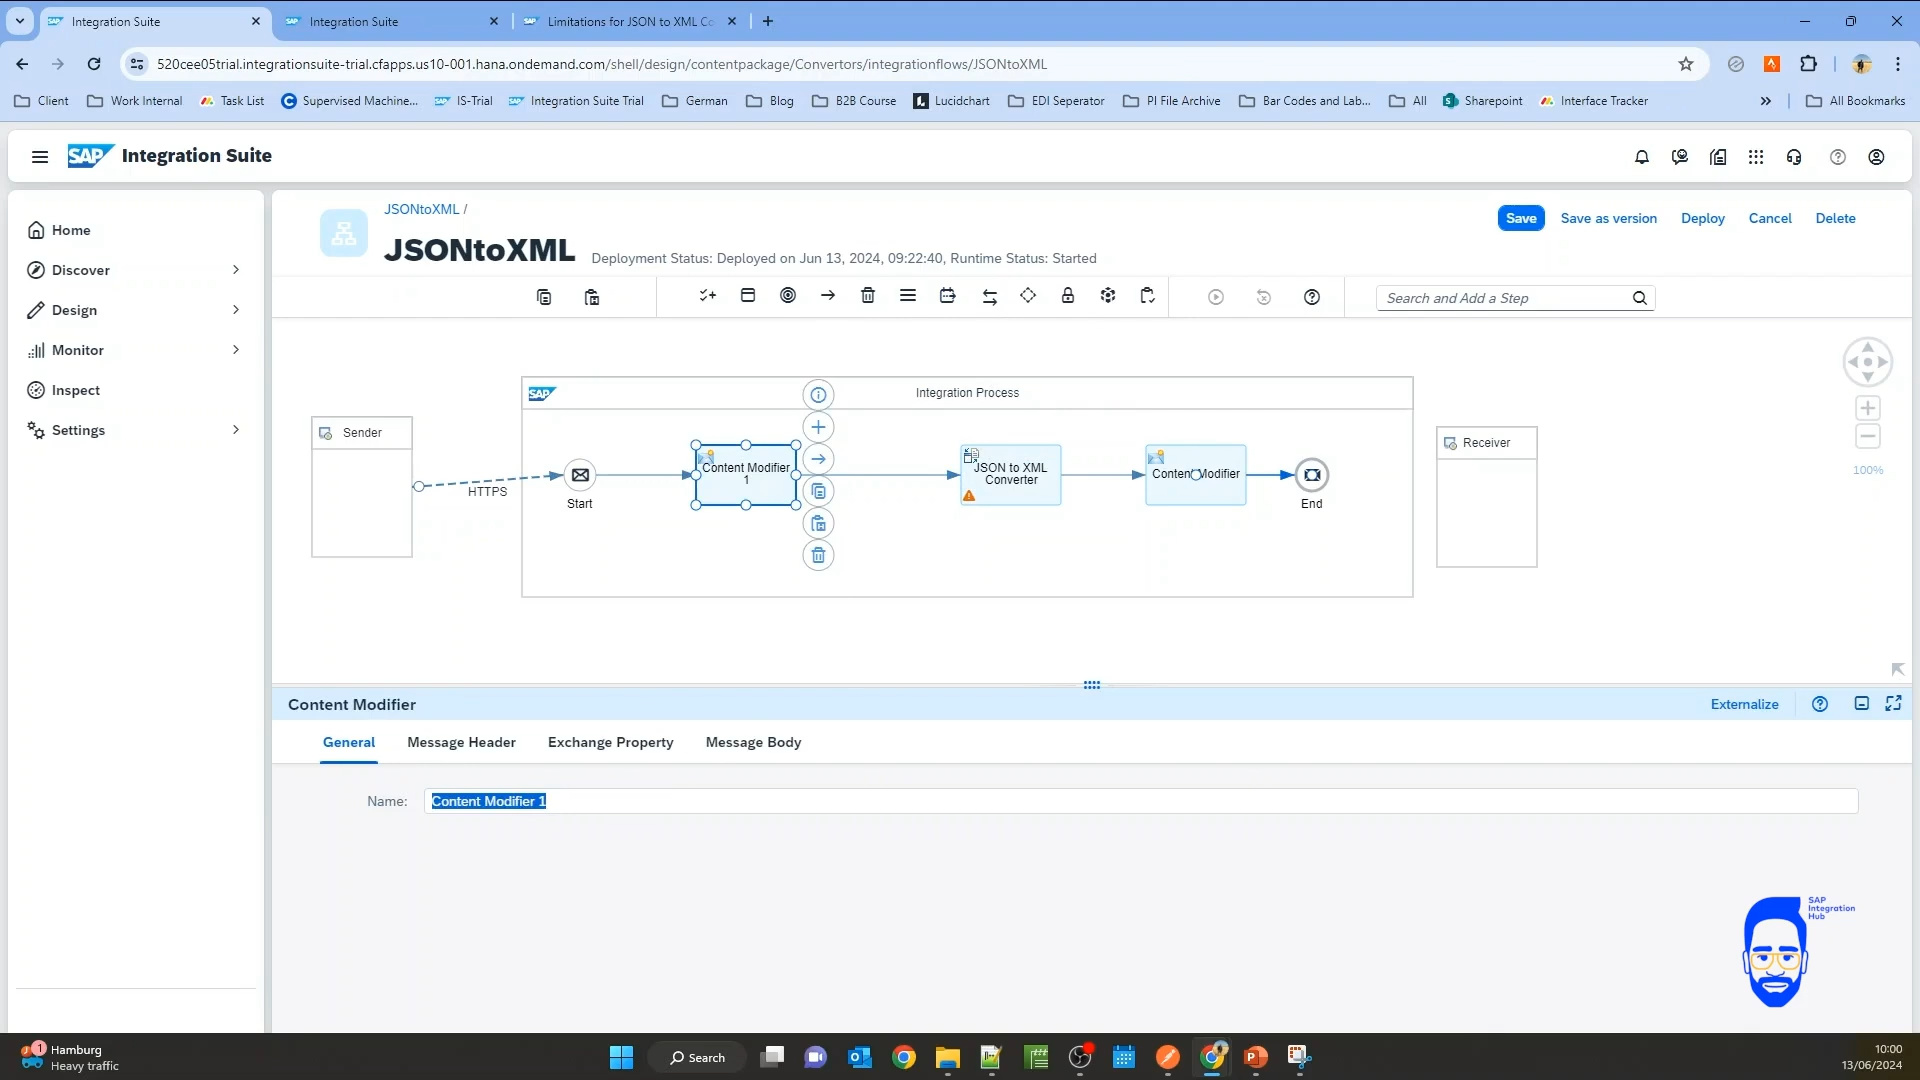 Integration Suite
Integration Suite
Limitations for JSON to XML Co
520cee05trial.integrationsuite-trial.cfapps.us10-001.hana.ondemand.com/shell/design/contentpackage/Convertors/integrationflows/JSONtoXML
Client
Work Internal
Task List
Supervised Machine...
IS-Trial
Integration Suite Trial
German
Blog
B2B Course
Lucidchart
EDI Seperator
PI File Archive
Bar Codes and Lab...
All
Sharepoint
Interface Tracker
All Bookmarks
SAP Integration Suite
Home
Discover
Design
Monitor
Inspect
Settings
JSONtoXML /
JSONtoXML
Deployment Status: Deployed on Jun 13, 2024, 09:22:40, Runtime Status: Started
Save
Save as version
Deploy
Cancel
Delete
Search and Add a Step
SAP
Integration Process
Sender
HTTPS
Start
Content Modifier
1
JSON to XML
Converter
Content Modifier
End
Receiver
100%
Content Modifier
Externalize
General
Message Header
Exchange Property
Message Body
Name:
Content Modifier 1
SAP
Integration
Hub
1
Hamburg
Heavy traffic
Search
10:00
13/06/2024